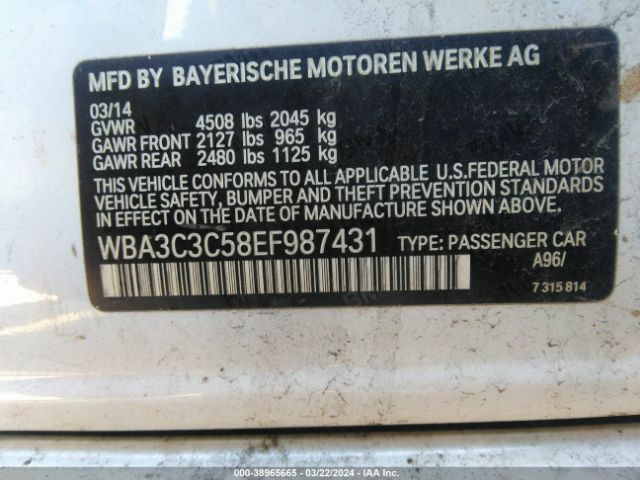 MFD BY BAYERISCHE MOTOREN WERKE AG
03/14
GVWR 4508 lbs 2045 kg
GAWR FRONT 2127 lbs 965 kg
GAWR REAR 2480 lbs 1125 kg
THIS VEHICLE CONFORMS TO ALL APPLICABLE U.S.FEDERAL MOTOR
VEHICLE SAFETY, BUMPER AND THEFT PREVENTION STANDARDS
IN EFFECT ON THE DATE OF MANUFACTURE SHOWN ABOVE.
WBA3C3C58EF987431 TYPE: PASSENGER CAR
A96/
7 315 814
000-38965665 - 03/22/2024 - IAA Inc.